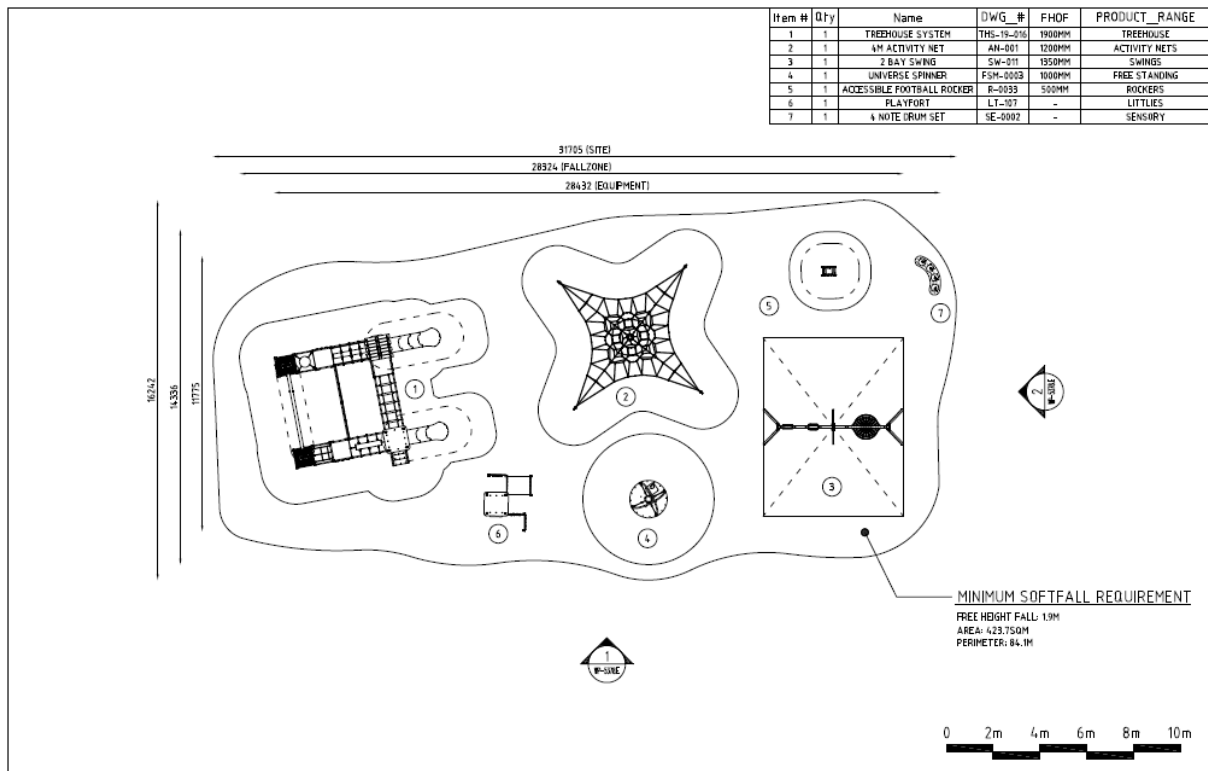 Item # Qty Name DWG_# FHOF PRODUCT_RANGE
1 1 TREEHOUSE SYSTEM THS-19-016 1900MM TREEHOUSE
2 1 4M ACTIVITY NET AN-001 1200MM ACTIVITY NETS
3 1 2 BAY SWING SW-011 1350MM SWINGS
4 1 UNIVERSE SPINNER FSM-0003 1000MM FREE STANDING
5 1 ACCESSIBLE FOOTBALL ROCKER R-0033 500MM ROCKERS
6 1 PLAYFORT LT-107 - LITTLIES
7 1 4 NOTE DRUM SET SE-0002 - SENSORY
31705 (SITE)
28324 (FALLZONE)
28432 (EQUIPMENT)
16242
14336
11775
1
2
3
4
5
6
7
2
MINIMUM SOFTFALL REQUIREMENT
FREE HEIGHT FALL: 1.9M
AREA: 423.7SQM
PERIMETER: 84.1M
1
0 2m 4m 6m 8m 10m